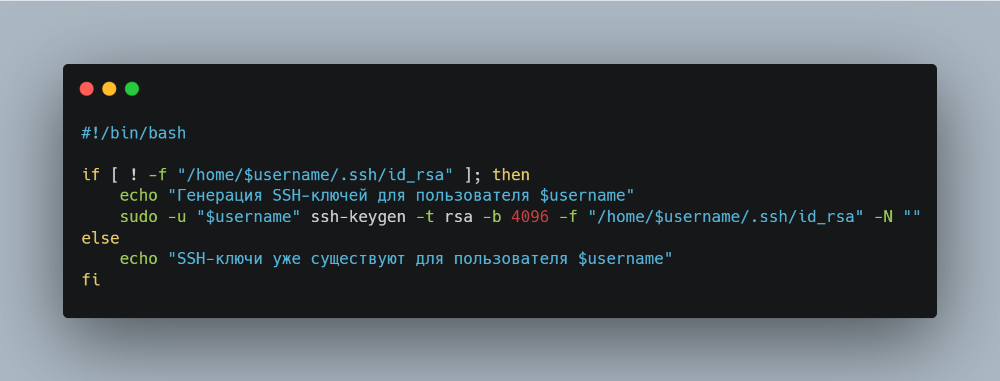 #!/bin/bash

if [ ! -f "/home/$username/.ssh/id_rsa" ]; then
    echo "Генерация SSH-ключей для пользователя $username"
    sudo -u "$username" ssh-keygen -t rsa -b 4096 -f "/home/$username/.ssh/id_rsa" -N ""
else
    echo "SSH-ключи уже существуют для пользователя $username"
fi